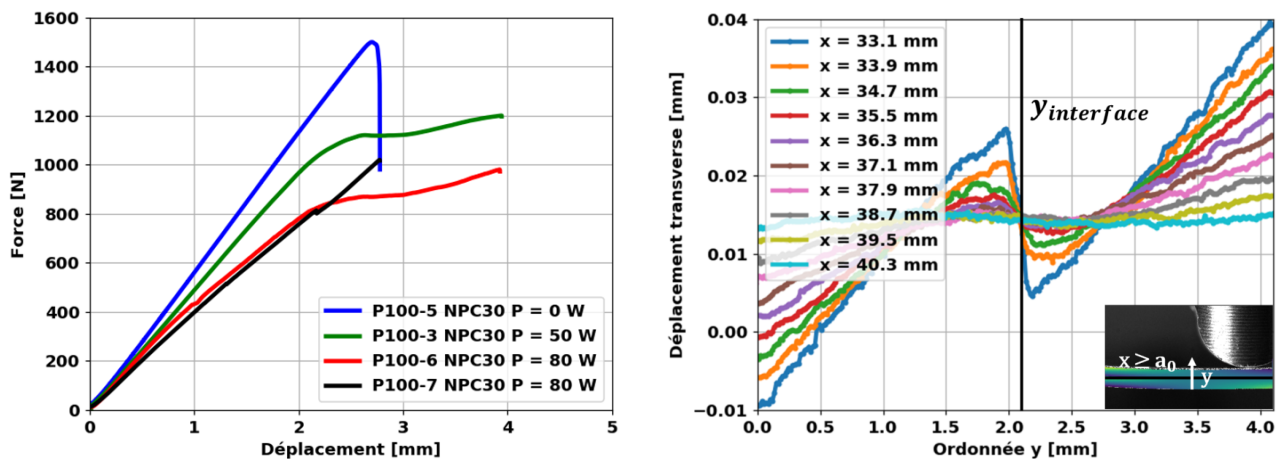 1600
1400
1200
1000
800
600
400
200
0
Force [N]
0 1 2 3 4 5
Déplacement [mm]
P100-5 NPC30 P = 0 W
P100-3 NPC30 P = 50 W
P100-6 NPC30 P = 80 W
P100-7 NPC30 P = 80 W
0.04
0.03
0.02
0.01
0.00
−0.01
Déplacement transverse [mm]
x = 33.1 mm
x = 33.9 mm
x = 34.7 mm
x = 35.5 mm
x = 36.3 mm
x = 37.1 mm
x = 37.9 mm
x = 38.7 mm
x = 39.5 mm
x = 40.3 mm
y_interface
x ≥ a₀
y
0.0 0.5 1.0 1.5 2.0 2.5 3.0 3.5 4.0
Ordonnée y [mm]